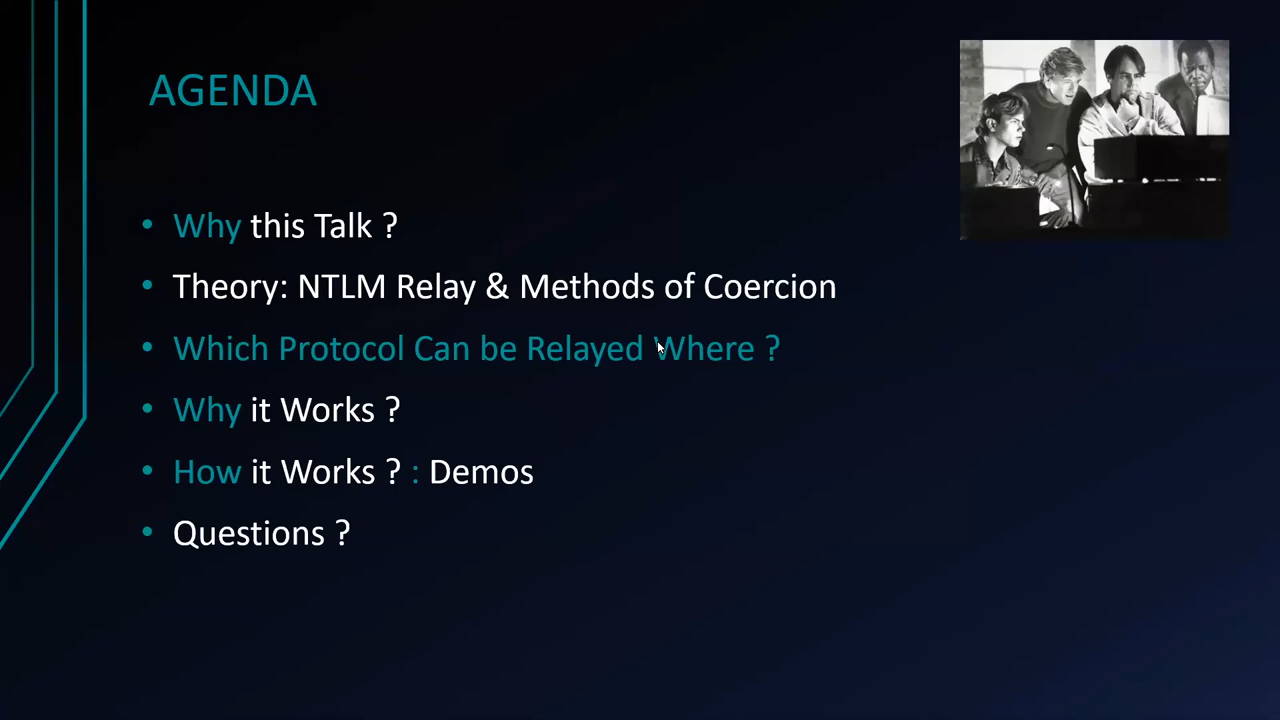 AGENDA
• Why this Talk ?
• Theory: NTLM Relay & Methods of Coercion
• Which Protocol Can be Relayed Where ?
• Why it Works ?
• How it Works ? : Demos
• Questions ?